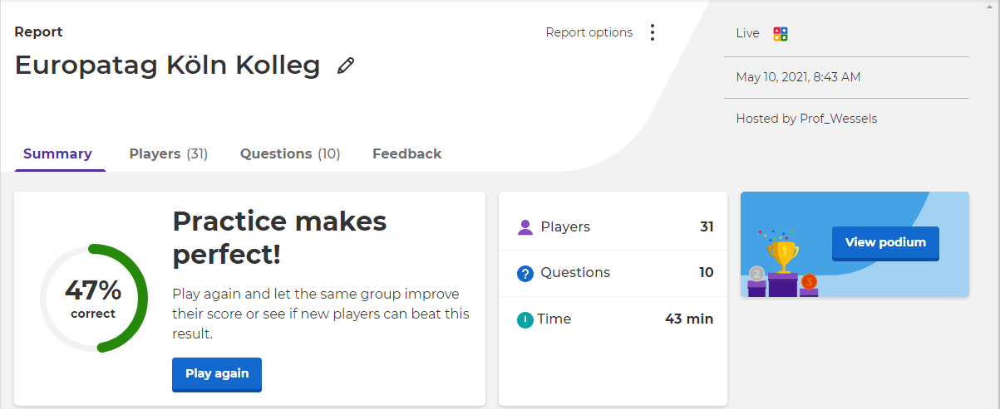 Report
Report options
Europatag Köln Kolleg
Live
May 10, 2021, 8:43 AM
Hosted by Prof_Wessels
Summary
Players (31)
Questions (10)
Feedback
47%
correct
Practice makes
perfect!
Play again and let the same group improve
their score or see if new players can beat this
result.
Play again
Players 31
? Questions 10
Time 43 min
1
2
3
View podium